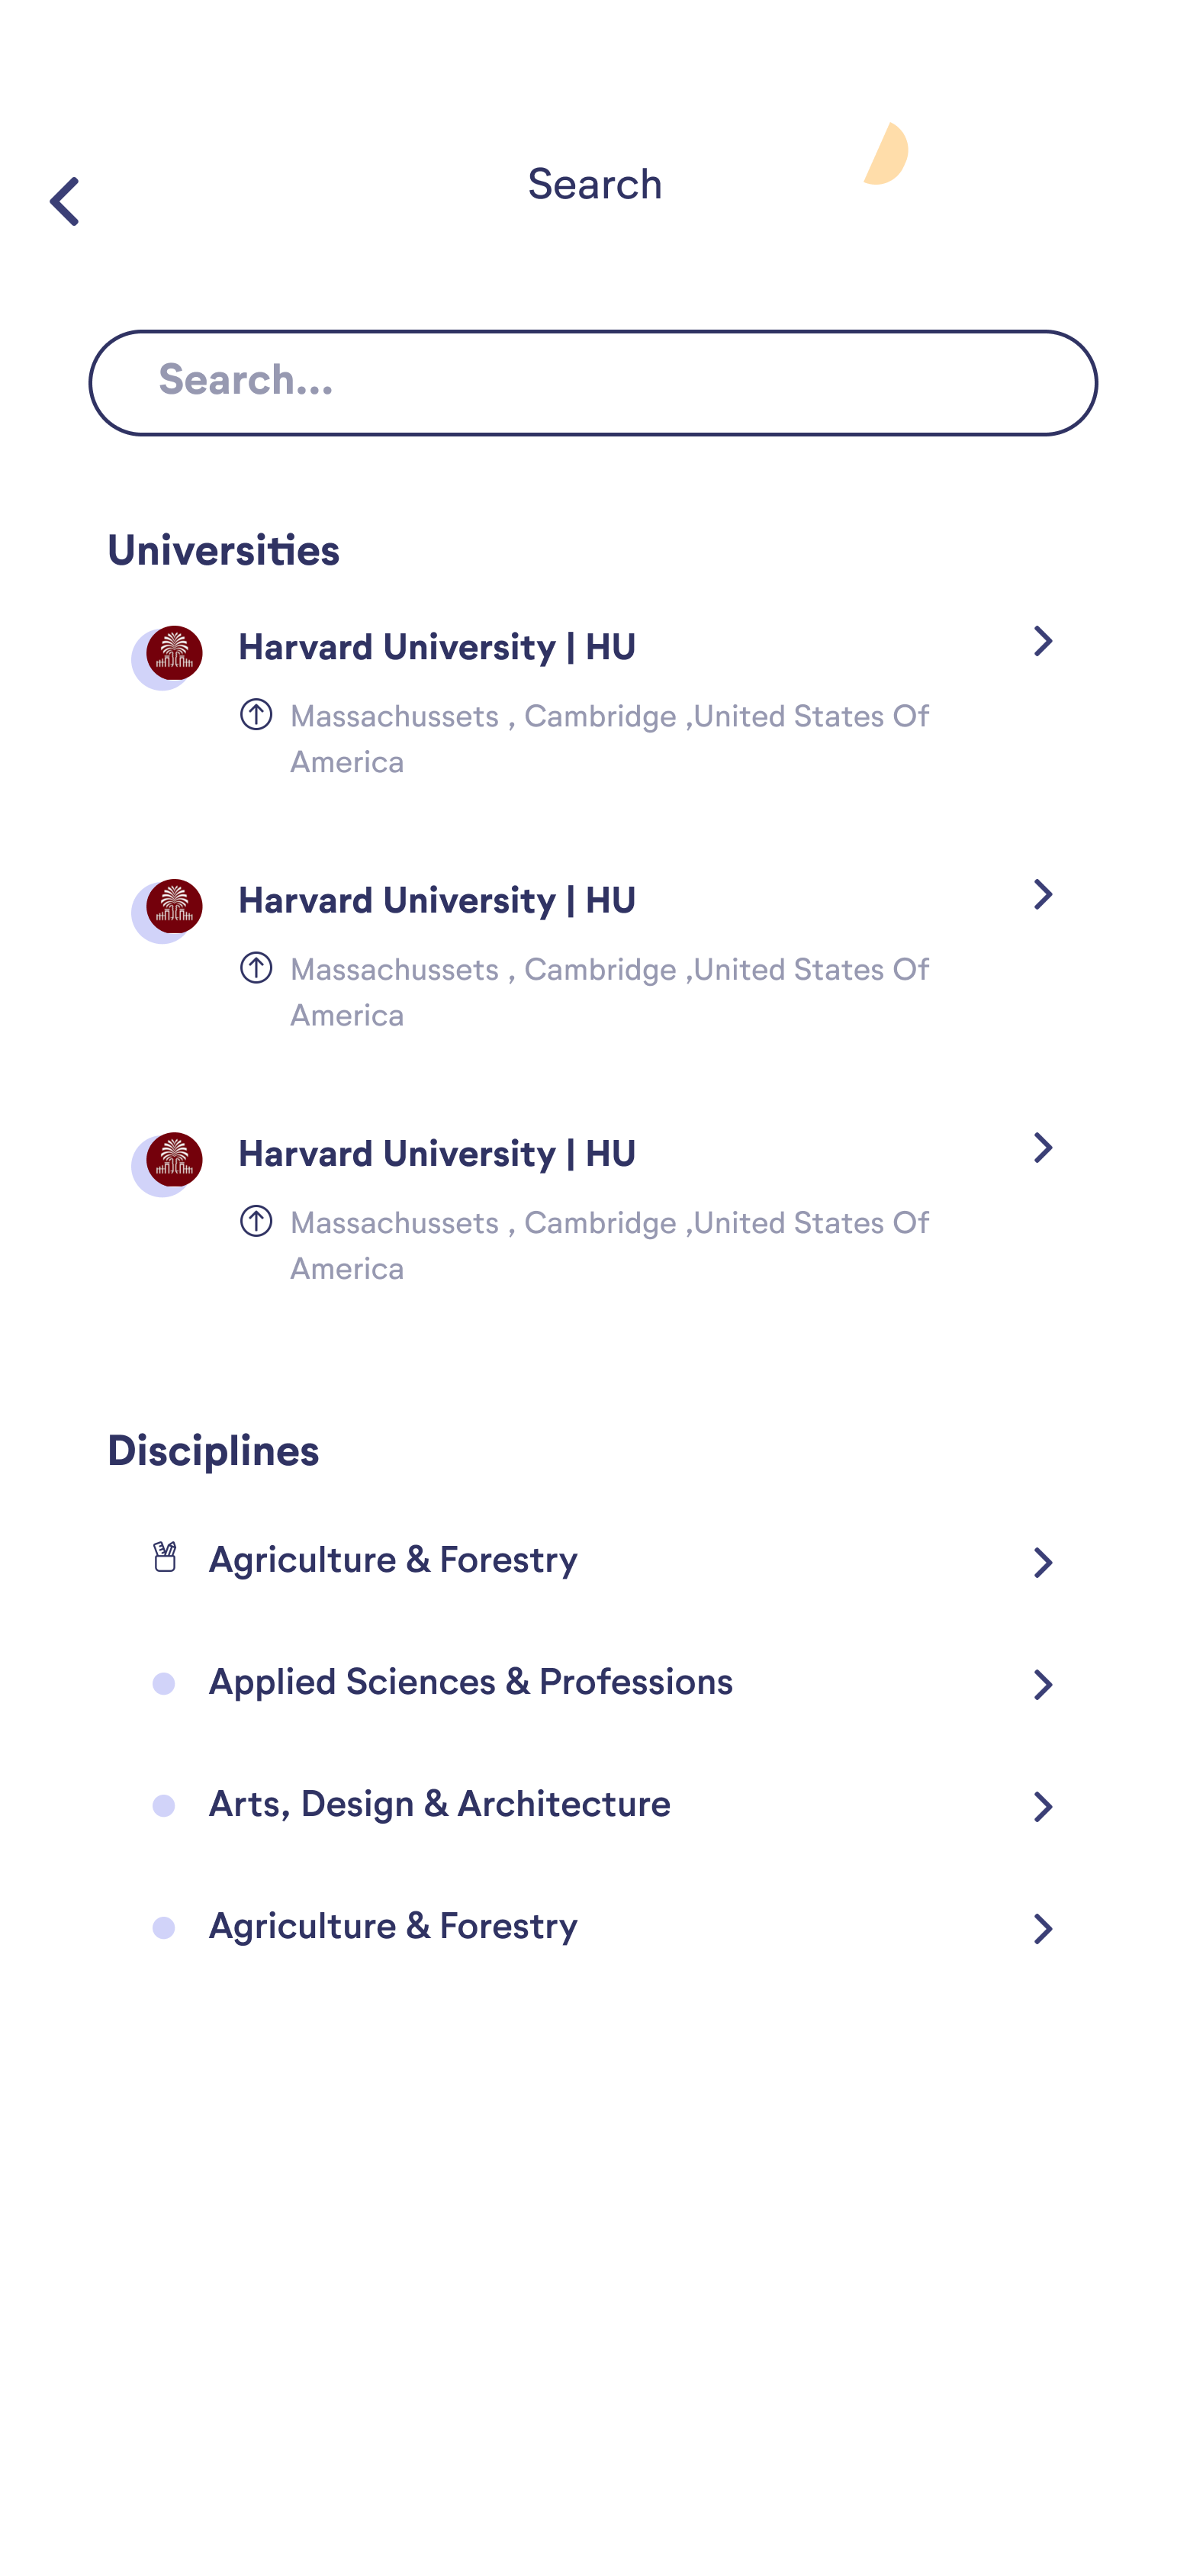 Search
Search...
Universities
Harvard University | HU
Massachussets , Cambridge ,United States Of
America
Harvard University | HU
Massachussets , Cambridge ,United States Of
America
Harvard University | HU
Massachussets , Cambridge ,United States Of
America
Disciplines
Agriculture & Forestry
Applied Sciences & Professions
Arts, Design & Architecture
Agriculture & Forestry